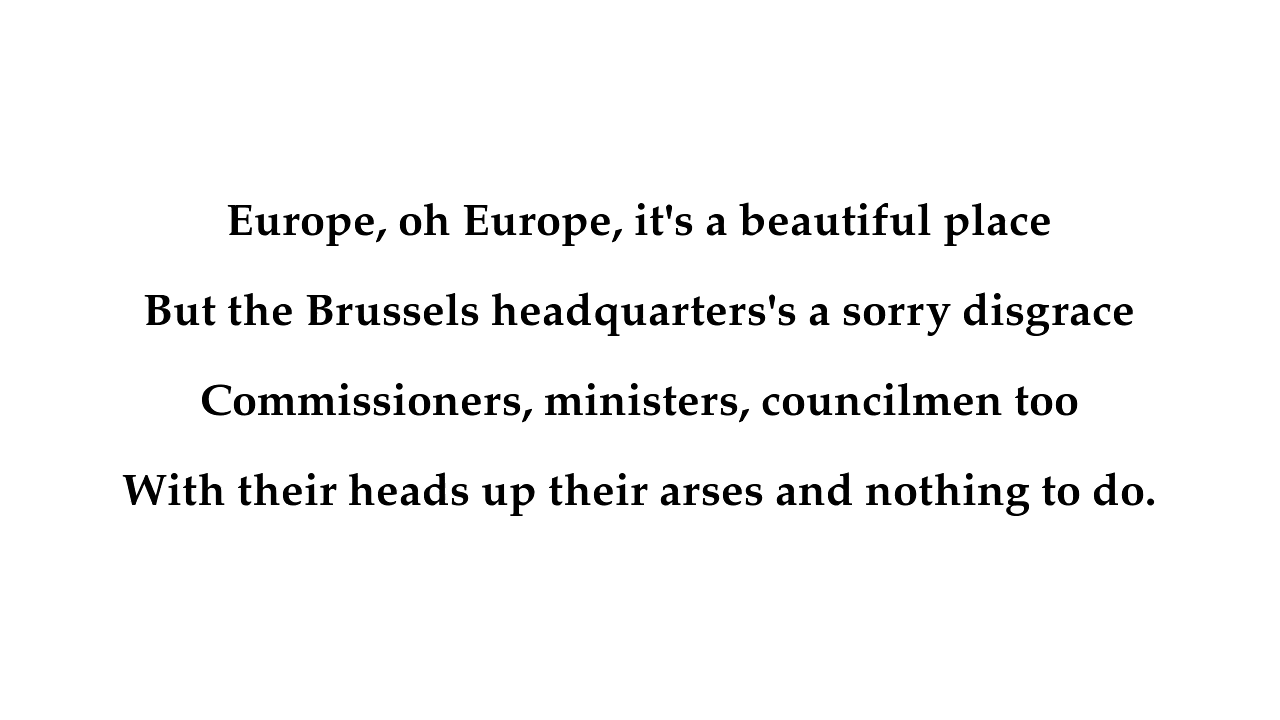 Europe, oh Europe, it's a beautiful place
But the Brussels headquarters's a sorry disgrace
Commissioners, ministers, councilmen too
With their heads up their arses and nothing to do.